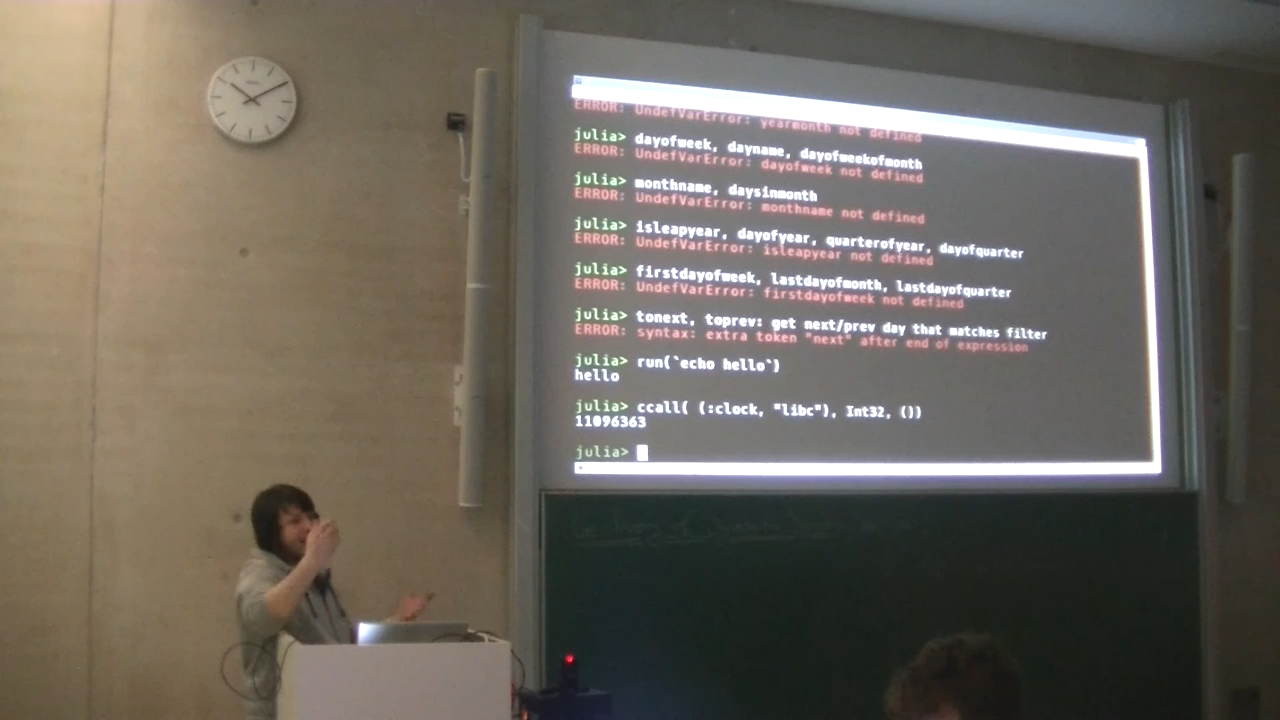 ERROR: UndefVarError: yearmonth not defined
julia> dayofweek, dayname, dayofweekofmonth
ERROR: UndefVarError: dayofweek not defined
julia> monthname, daysinmonth
ERROR: UndefVarError: monthname not defined
julia> isleapyear, dayofyear, quarterofyear, dayofquarter
ERROR: UndefVarError: isleapyear not defined
julia> firstdayofweek, lastdayofmonth, lastdayofquarter
ERROR: UndefVarError: firstdayofweek not defined
julia> tonext, toprev: get next/prev day that matches filter
ERROR: syntax: extra token "next" after end of expression
julia> run(`echo hello`)
hello
julia> ccall( (:clock, "libc"), Int32, ())
11096363
julia>